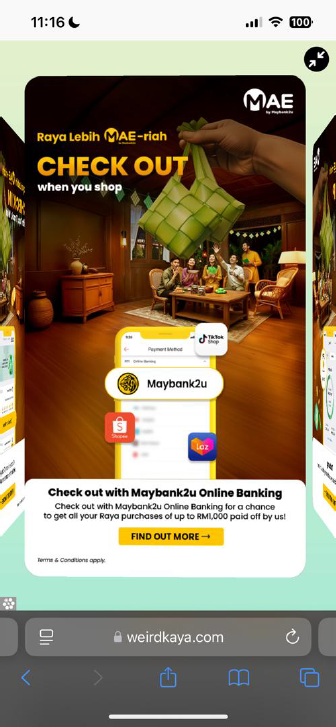 11:16
100
MAE
by Maybank2u
Raya Lebih MAE-riah
CHECK OUT
when you shop
Payment Method
Online Banking
TikTok
Shop
Maybank2u
Shopee
Laz
Check out with Maybank2u Online Banking
Check out with Maybank2u Online Banking for a chance
to get all your Raya purchases of up to RM1,000 paid off by us!
FIND OUT MORE →
Terms & Conditions apply.
weirdkaya.com